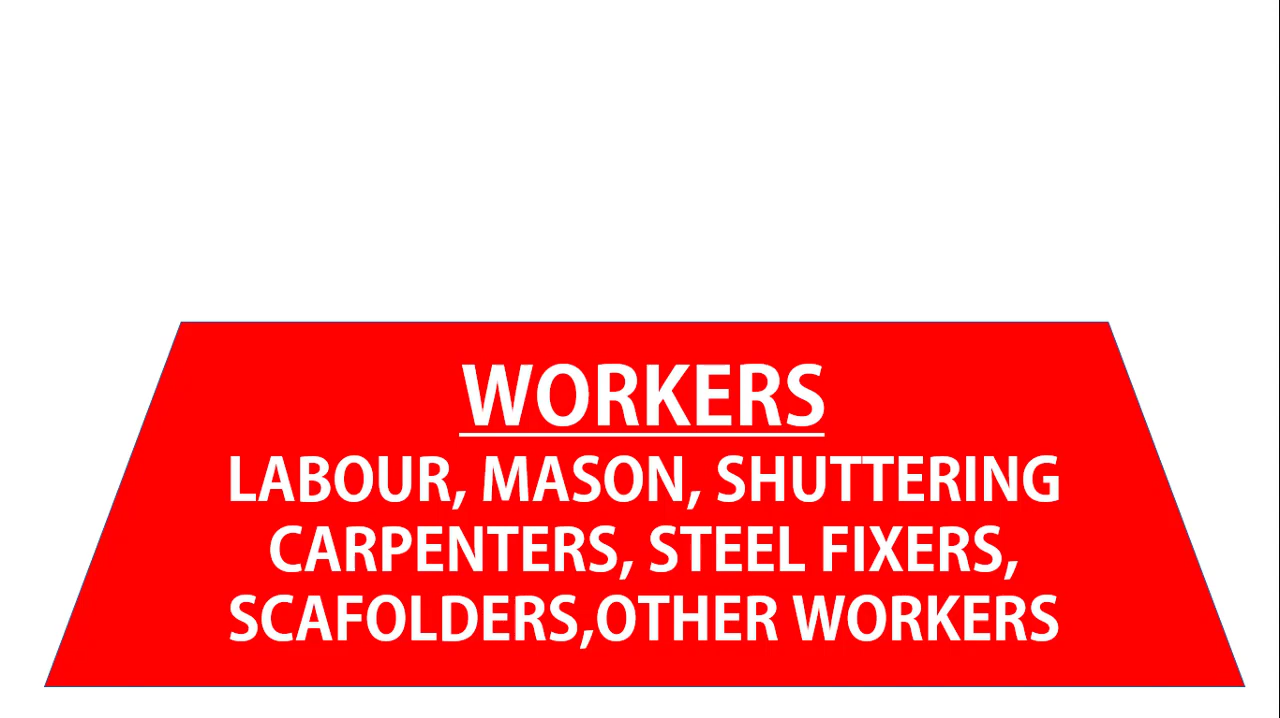 WORKERS
LABOUR, MASON, SHUTTERING
CARPENTERS, STEEL FIXERS,
SCAFOLDERS,OTHER WORKERS